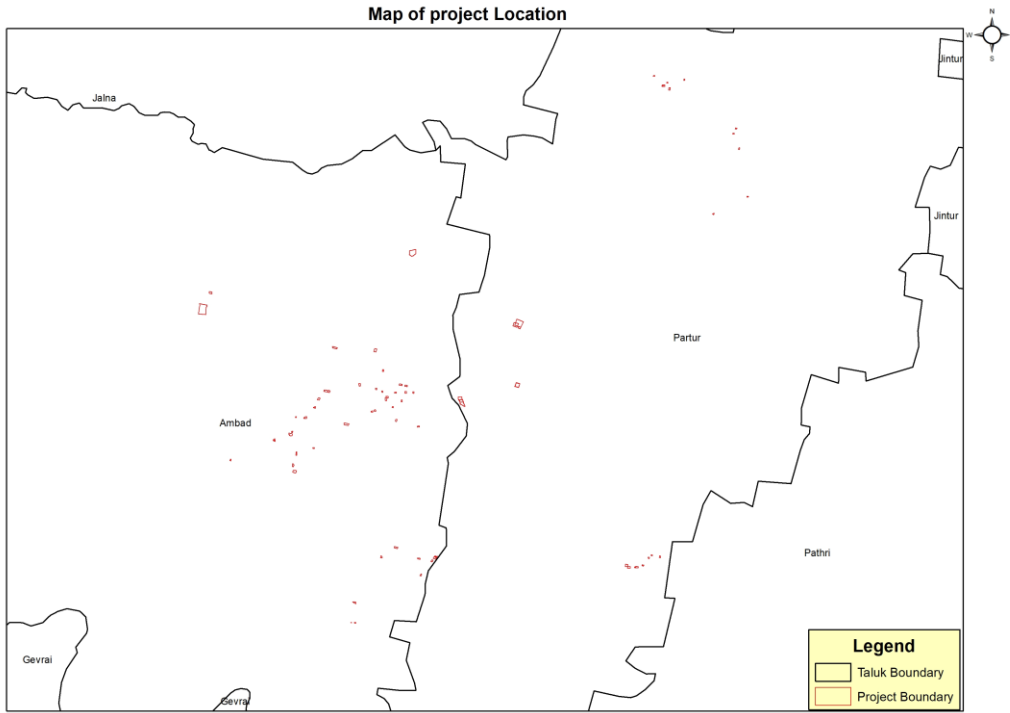 Map of project Location
N
W
S
Jintur
Jalna
Jintur
Partur
Ambad
Pathri
Gevrai
Gevrai
Legend
Taluk Boundary
Project Boundary